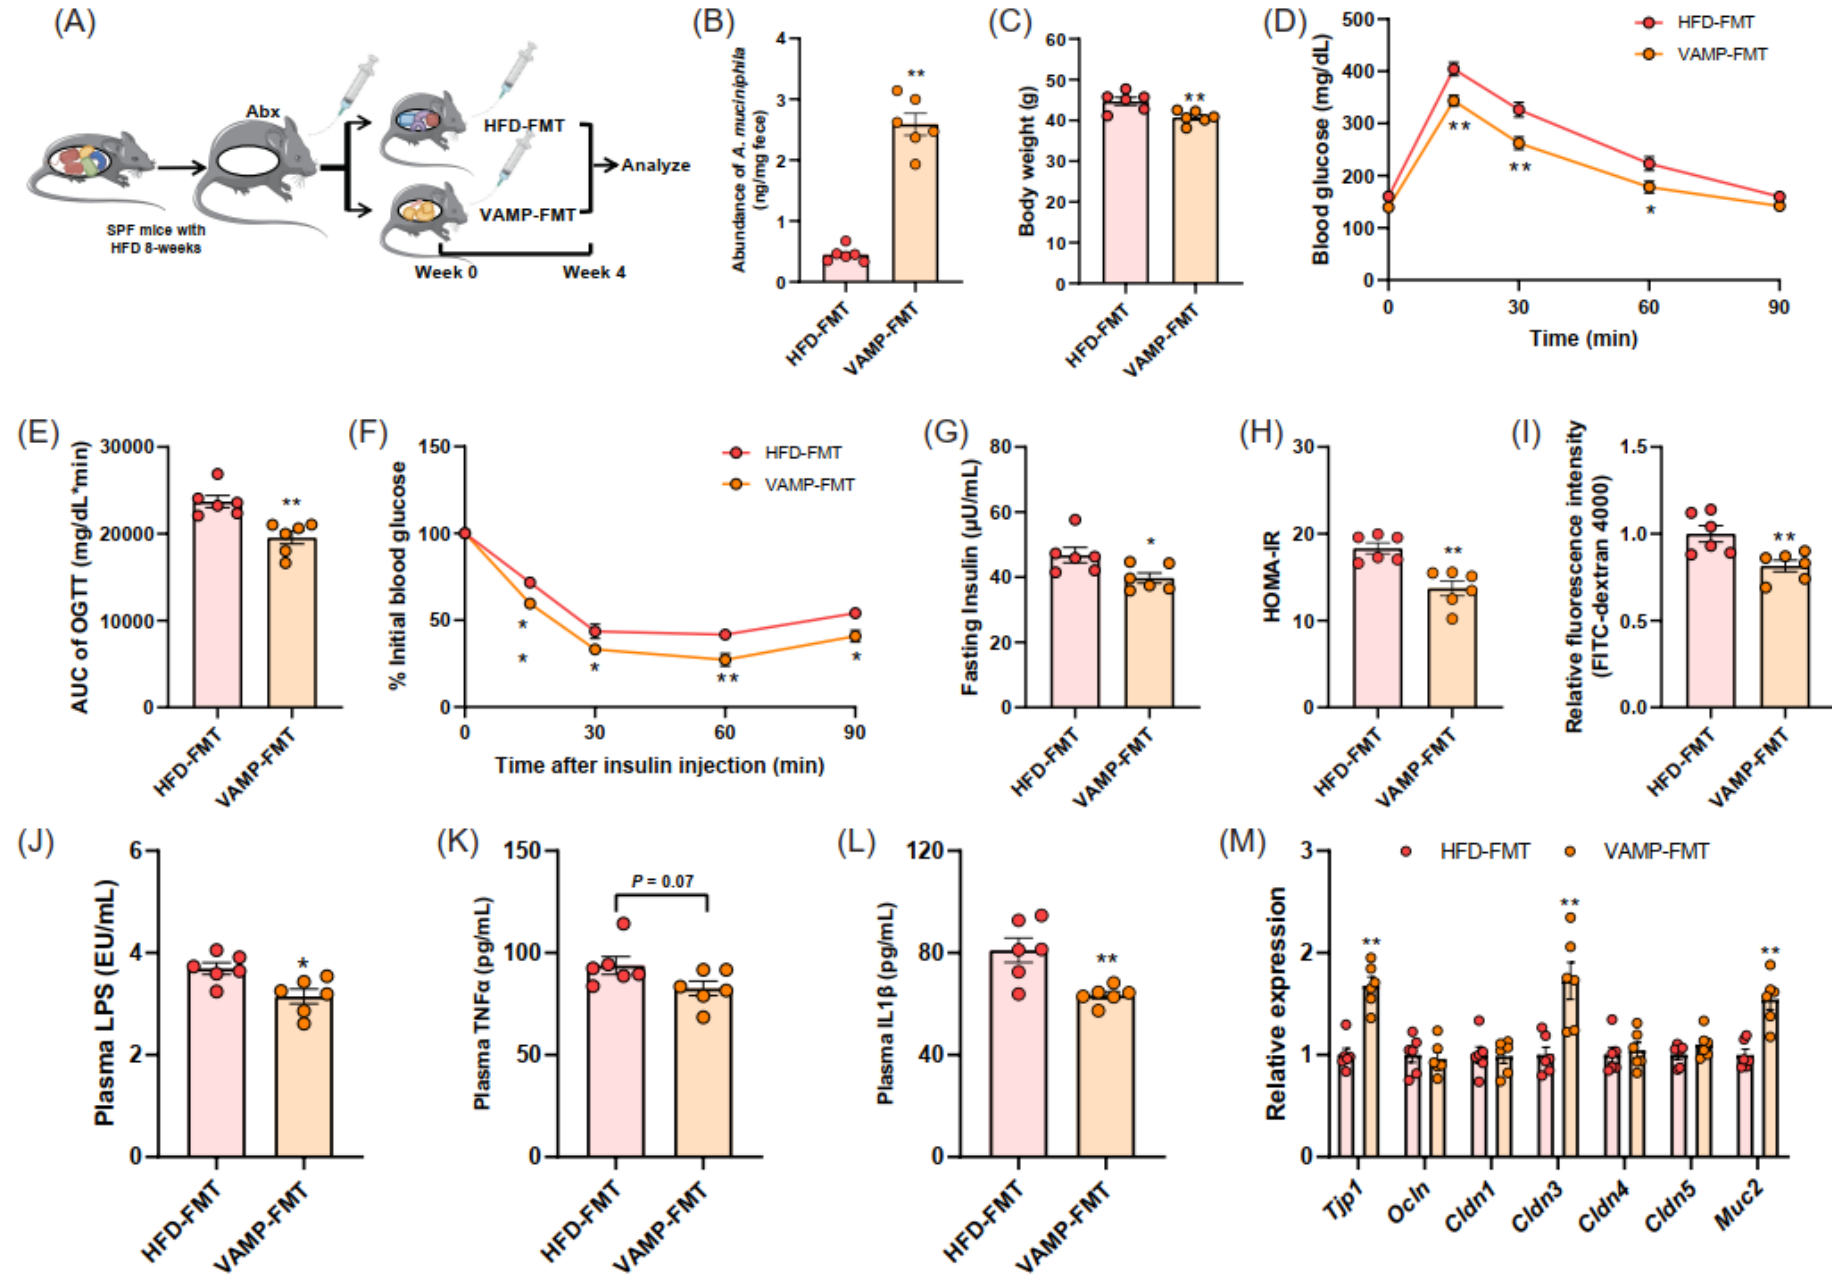 (A)
Abx
HFD-FMT
VAMP-FMT
Analyze
SPF mice with
HFD 8-weeks
Week 0
Week 4
(B)
Abundance of A. muciniphila
(ng/mg fece)
4
3
2
1
0
**
HFD-FMT
VAMP-FMT
(C)
Body weight (g)
60
50
40
30
20
10
0
**
HFD-FMT
VAMP-FMT
(D)
Blood glucose (mg/dL)
500
400
300
200
100
0
HFD-FMT
VAMP-FMT
**
**
*
0
30
60
90
Time (min)
(E)
AUC of OGTT (mg/dL*min)
30000
20000
10000
0
**
HFD-FMT
VAMP-FMT
(F)
% Initial blood glucose
150
100
50
0
HFD-FMT
VAMP-FMT
*
*
*
**
*
0
30
60
90
Time after insulin injection (min)
(G)
Fasting Insulin (μU/mL)
80
60
40
20
0
*
HFD-FMT
VAMP-FMT
(H)
HOMA-IR
30
20
10
0
**
HFD-FMT
VAMP-FMT
(I)
Relative fluorescence intensity
(FITC-dextran 4000)
1.5
1.0
0.5
0.0
**
HFD-FMT
VAMP-FMT
(J)
Plasma LPS (EU/mL)
6
4
2
0
*
HFD-FMT
VAMP-FMT
(K)
Plasma TNFα (pg/mL)
150
100
50
0
P = 0.07
HFD-FMT
VAMP-FMT
(L)
Plasma IL1β (pg/mL)
120
80
40
0
**
HFD-FMT
VAMP-FMT
(M)
Relative expression
3
2
1
0
HFD-FMT
VAMP-FMT
**
**
**
Tjp1
Ocln
Cldn1
Cldn3
Cldn4
Cldn5
Muc2